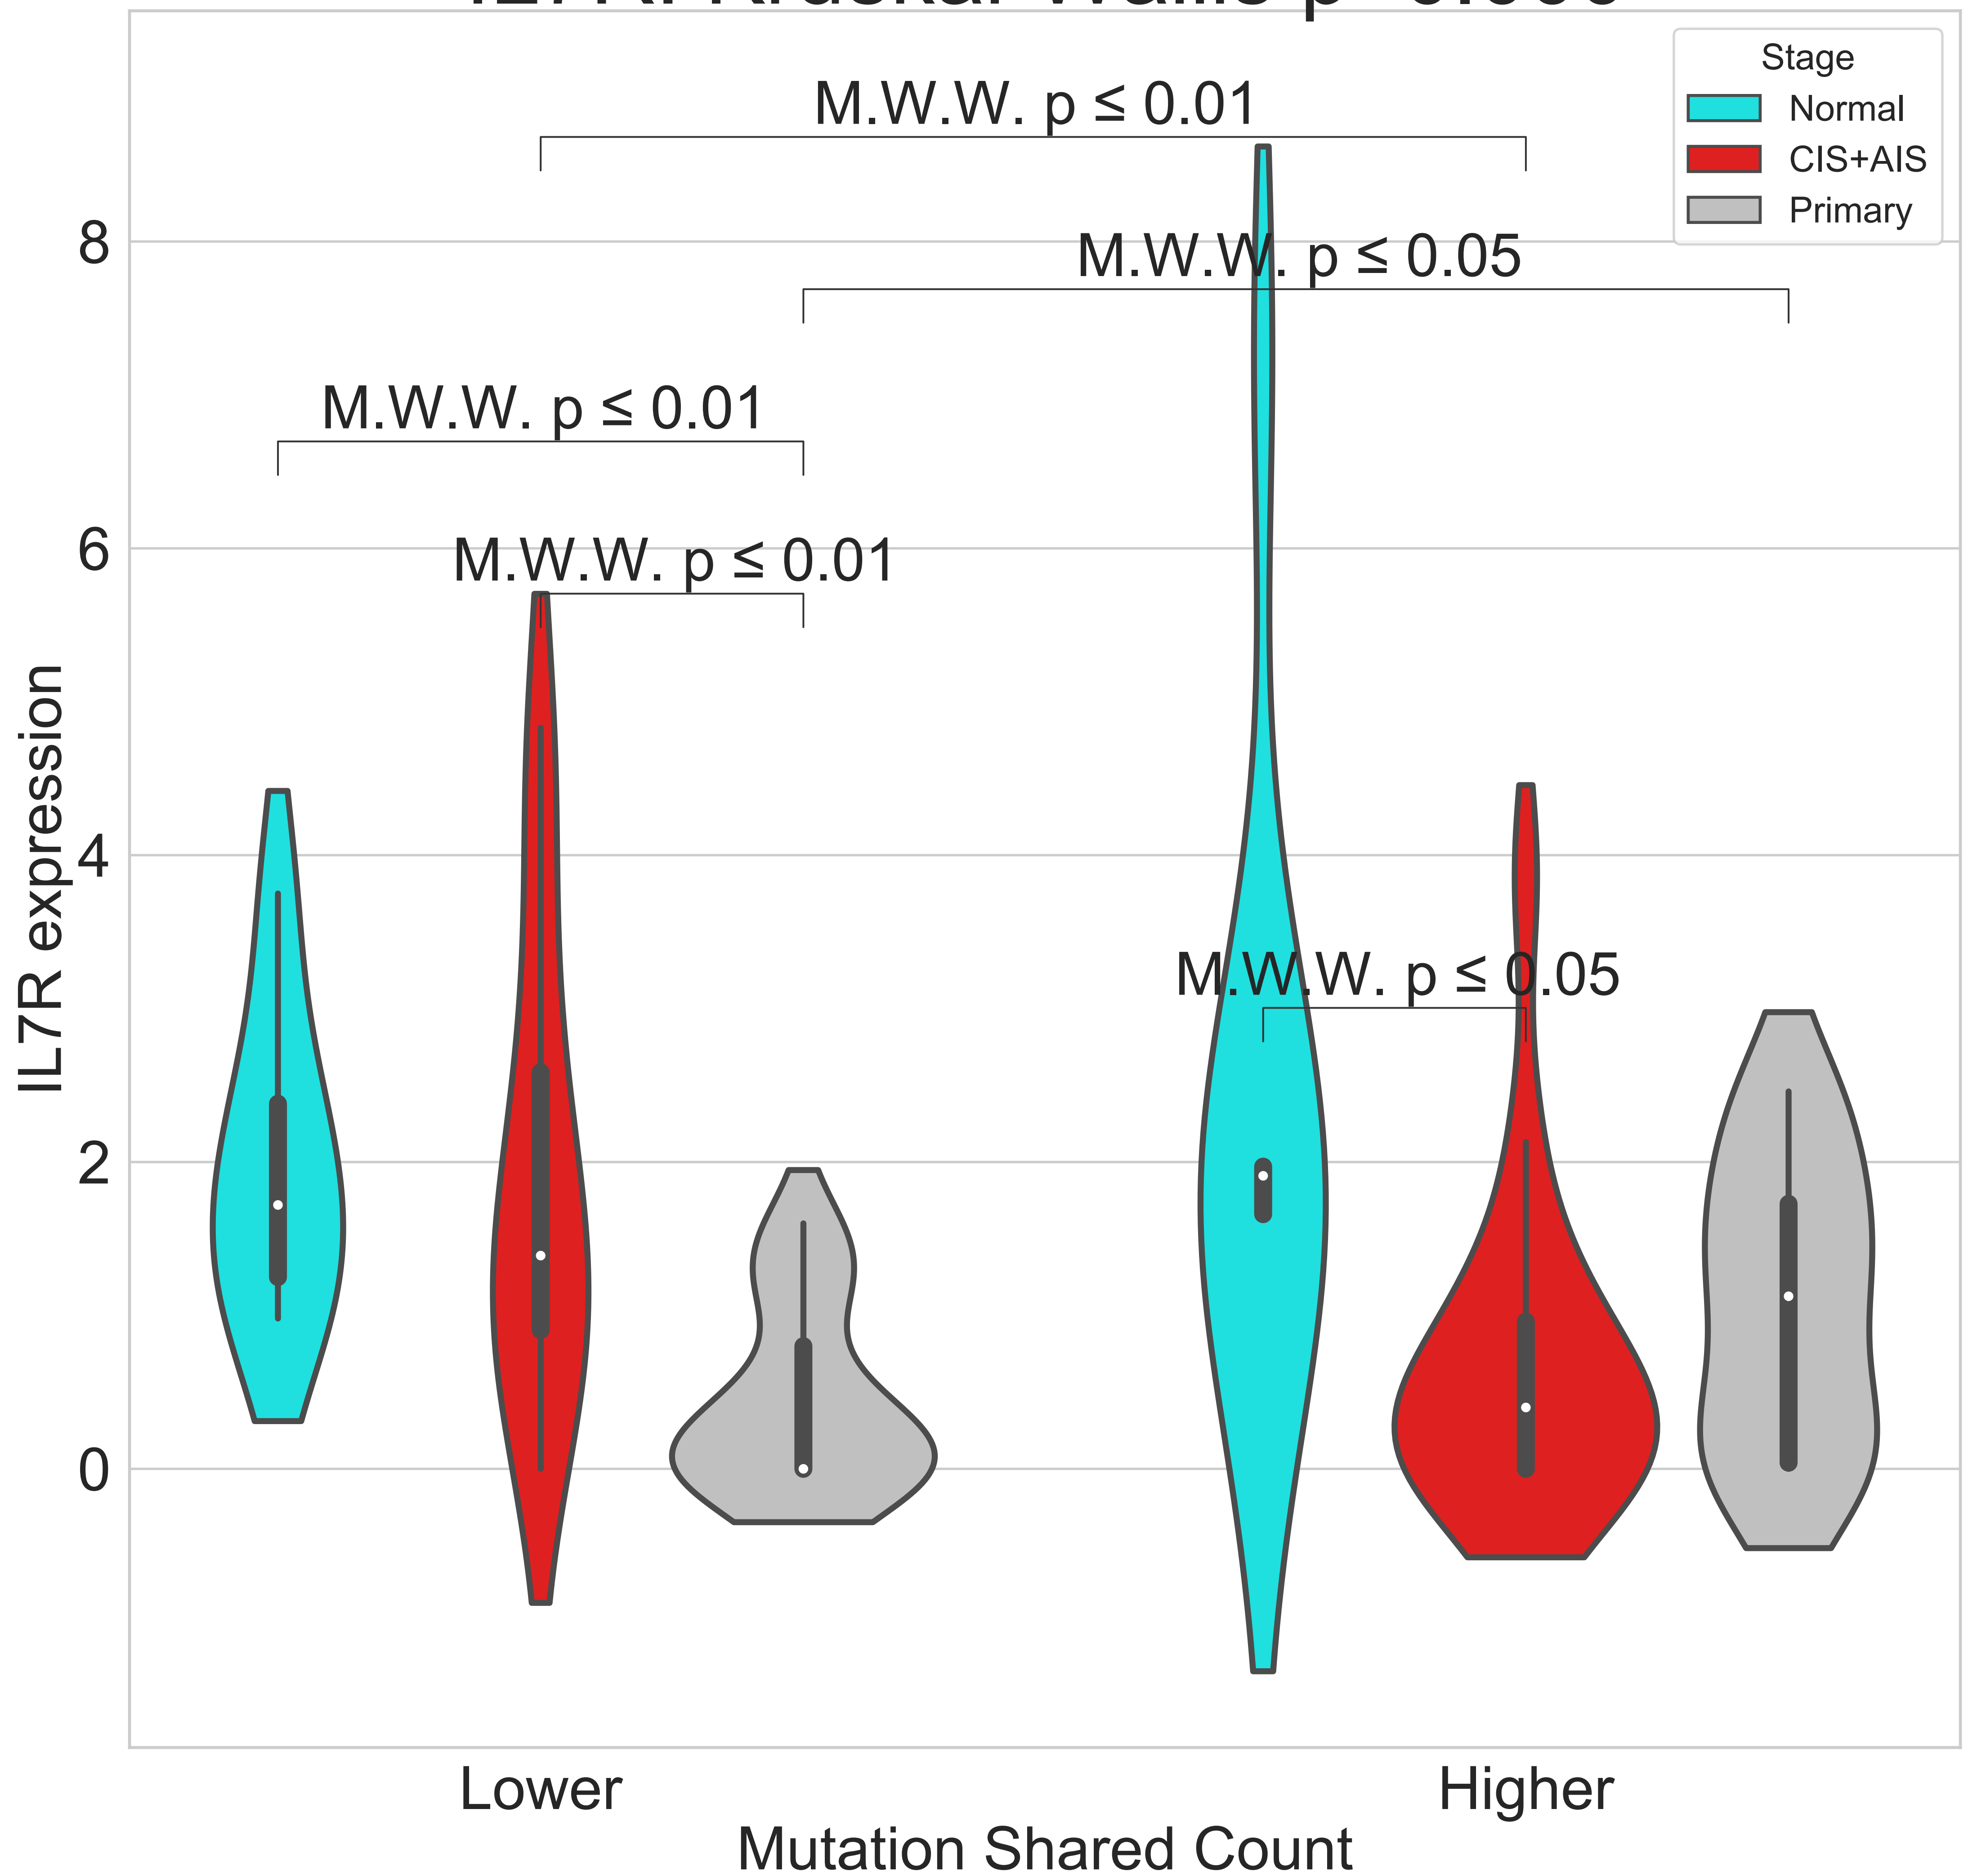 Stage
Normal
CIS+AIS
Primary
M.W.W. p ≤ 0.01
M.W.W. p ≤ 0.05
M.W.W. p ≤ 0.01
M.W.W. p ≤ 0.01
M.W.W. p ≤ 0.05
8
6
4
2
0
IL7R expression
Lower
Higher
Mutation Shared Count